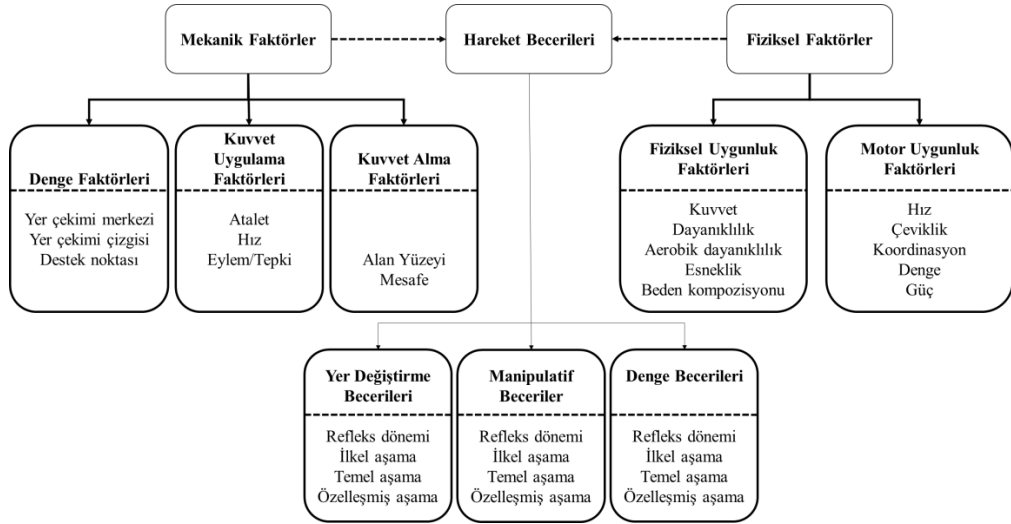 Mekanik Faktörler
Hareket Becerileri
Fiziksel Faktörler
Denge Faktörleri
Yer çekimi merkezi
Yer çekimi çizgisi
Destek noktası
Kuvvet
Uygulama
Faktörleri
Atalet
Hız
Eylem/Tepki
Kuvvet Alma
Faktörleri
Alan Yüzeyi
Mesafe
Fiziksel Uygunluk
Faktörleri
Kuvvet
Dayanıklılık
Aerobik dayanıklılık
Esneklik
Beden kompozisyonu
Motor Uygunluk
Faktörleri
Hız
Çeviklik
Koordinasyon
Denge
Güç
Yer Değiştirme
Becerileri
Refleks dönemi
İlkel aşama
Temel aşama
Özelleşmiş aşama
Manipulatif
Beceriler
Refleks dönemi
İlkel aşama
Temel aşama
Özelleşmiş aşama
Denge Becerileri
Refleks dönemi
İlkel aşama
Temel aşama
Özelleşmiş aşama